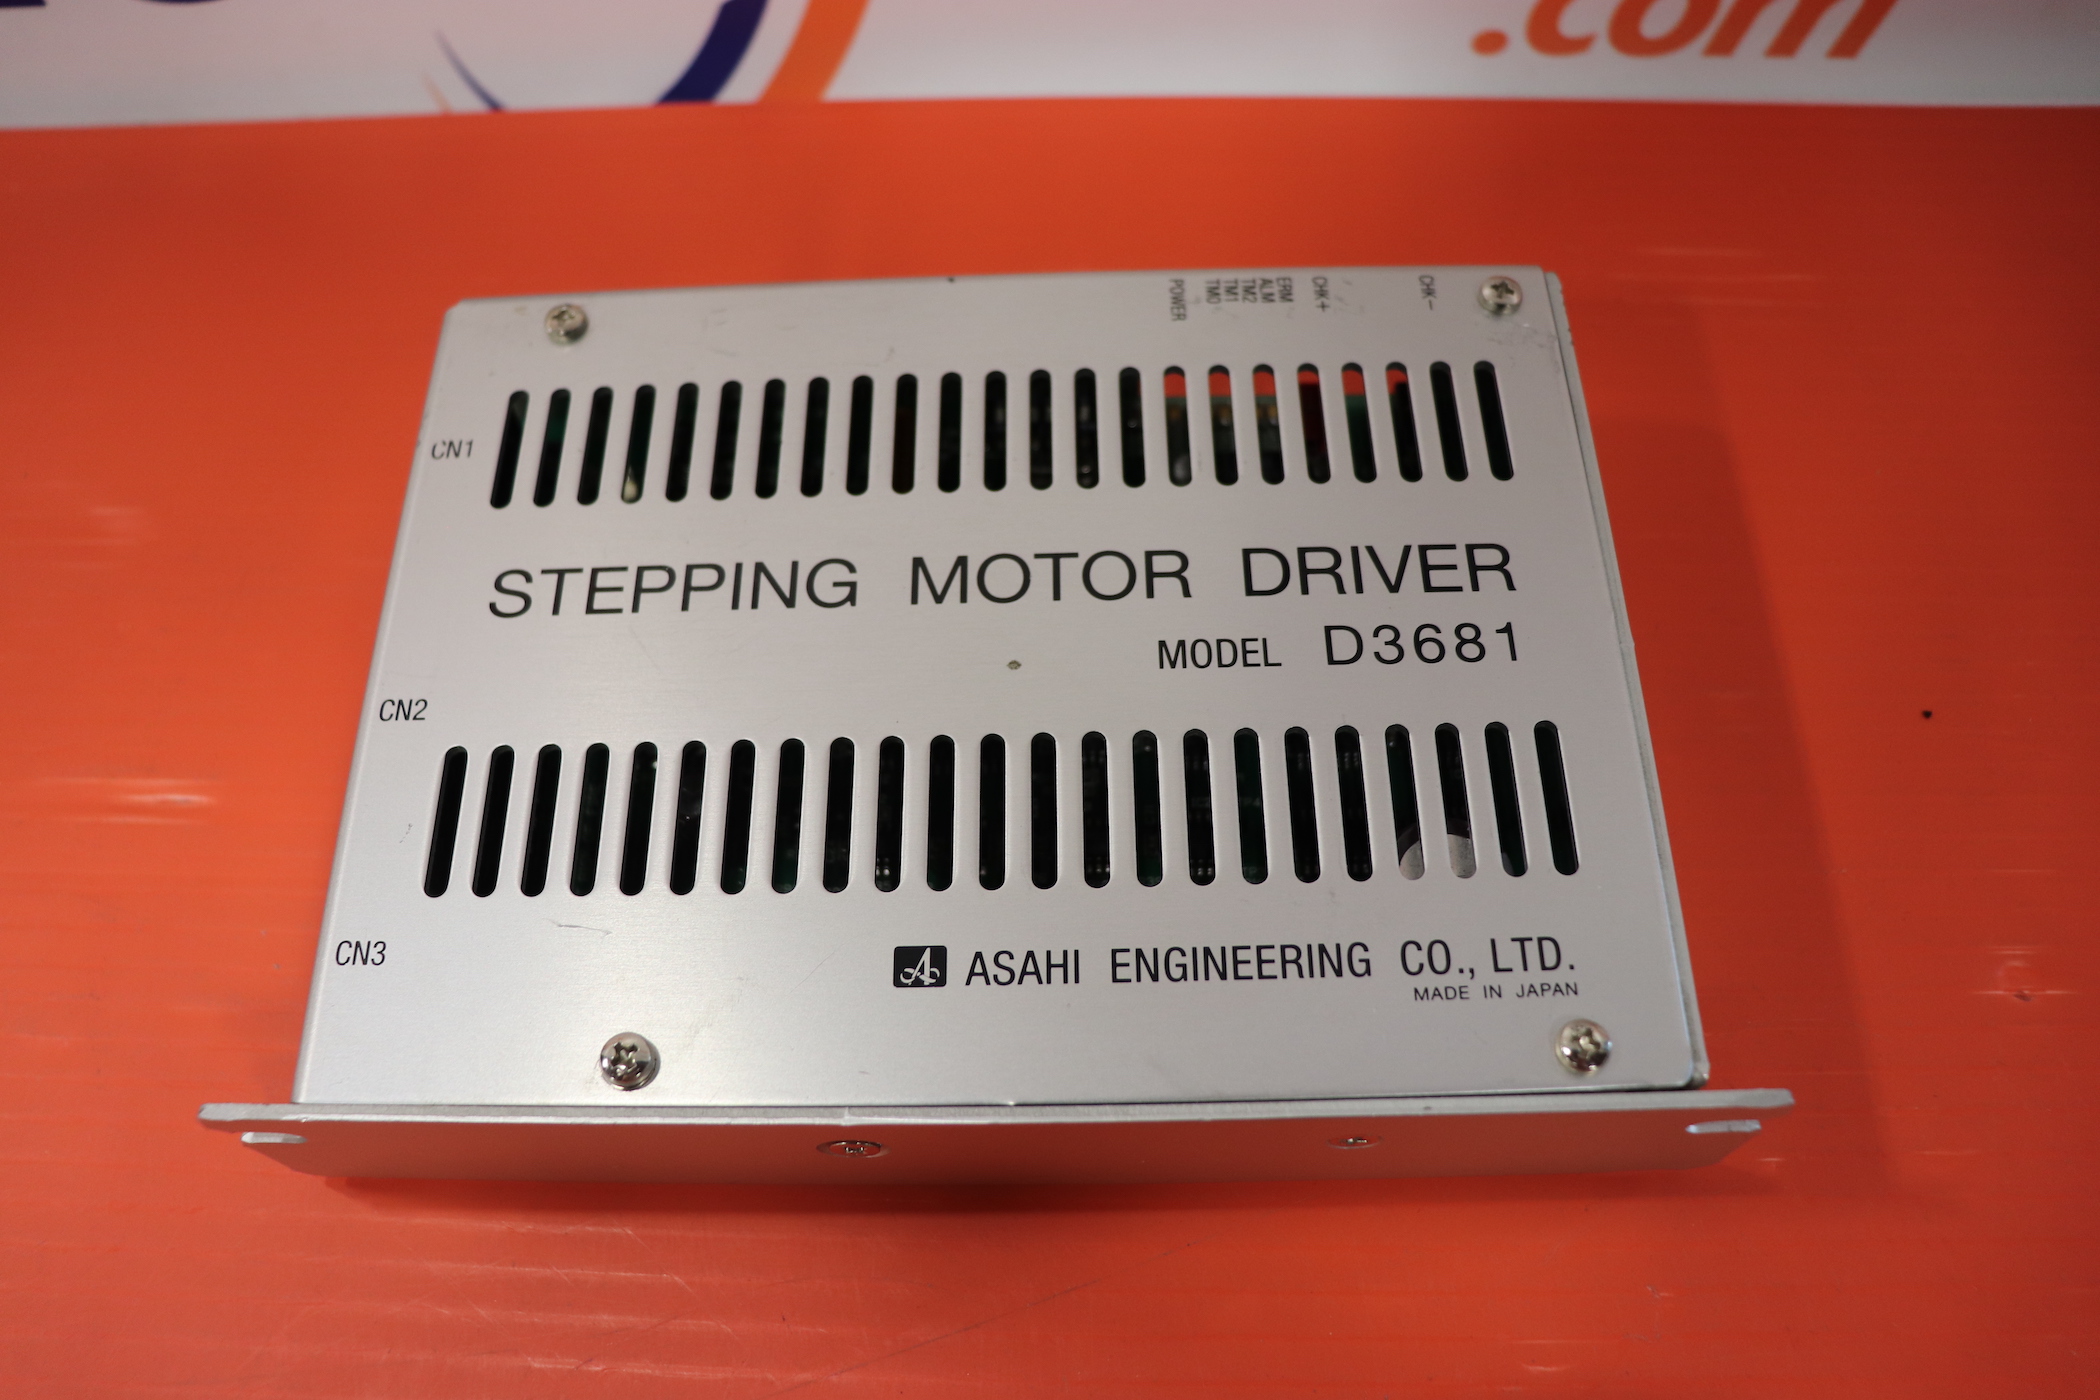 .com
POWER
TM0
TM1
TM2
ALM
ERM
CHK+
CHK-
CN1
STEPPING MOTOR DRIVER
MODEL D3681
CN2
CN3
ASAHI ENGINEERING CO., LTD.
MADE IN JAPAN